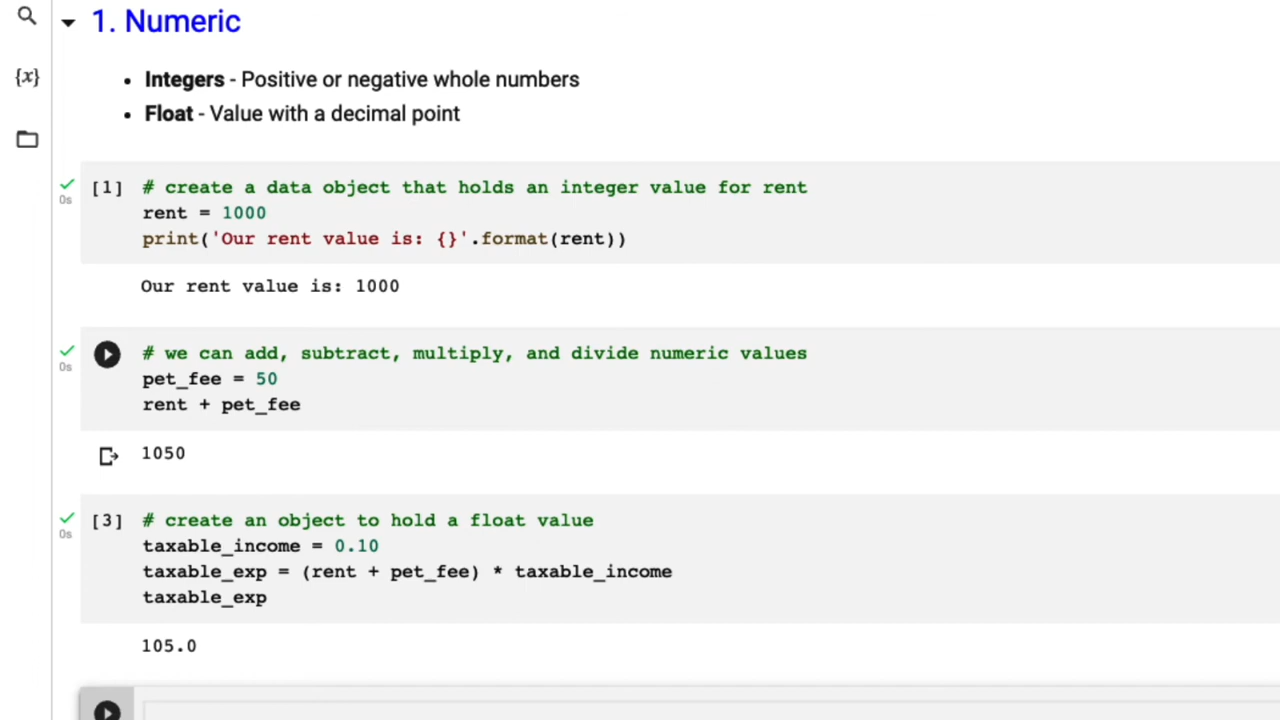 1. Numeric
{x}
• Integers - Positive or negative whole numbers
• Float - Value with a decimal point
[1] # create a data object that holds an integer value for rent
0s
rent = 1000
print('Our rent value is: {}'.format(rent))
Our rent value is: 1000
# we can add, subtract, multiply, and divide numeric values
0s
pet_fee = 50
rent + pet_fee
1050
[3] # create an object to hold a float value
0s
taxable_income = 0.10
taxable_exp = (rent + pet_fee) * taxable_income
taxable_exp
105.0